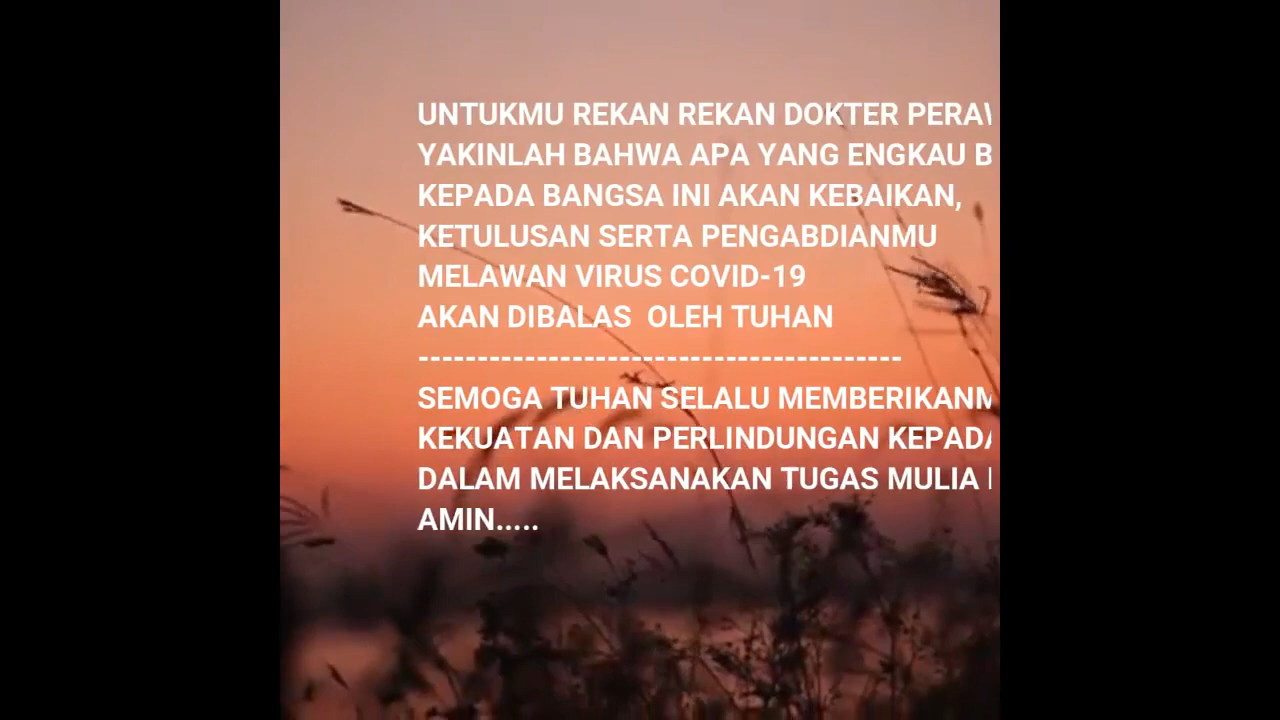 UNTUKMU REKAN REKAN DOKTER
YAKINLAH BAHWA APA YANG ENGKAU
KEPADA BANGSA INI AKAN KEBAIKAN,
KETULUSAN SERTA PENGABDIANMU
MELAWAN VIRUS COVID-19
AKAN DIBALAS  OLEH TUHAN
-----------------------------------------
SEMOGA TUHAN SELALU
KEKUATAN DAN PERLINDUNGAN
DALAM MELAKSANAKAN TUGAS MULIA
AMIN.....